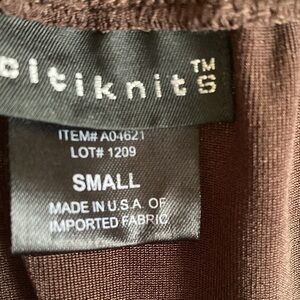 citiknits™
ITEM# A04621
LOT# 1209
SMALL
MADE IN U.S.A. OF
IMPORTED FABRIC